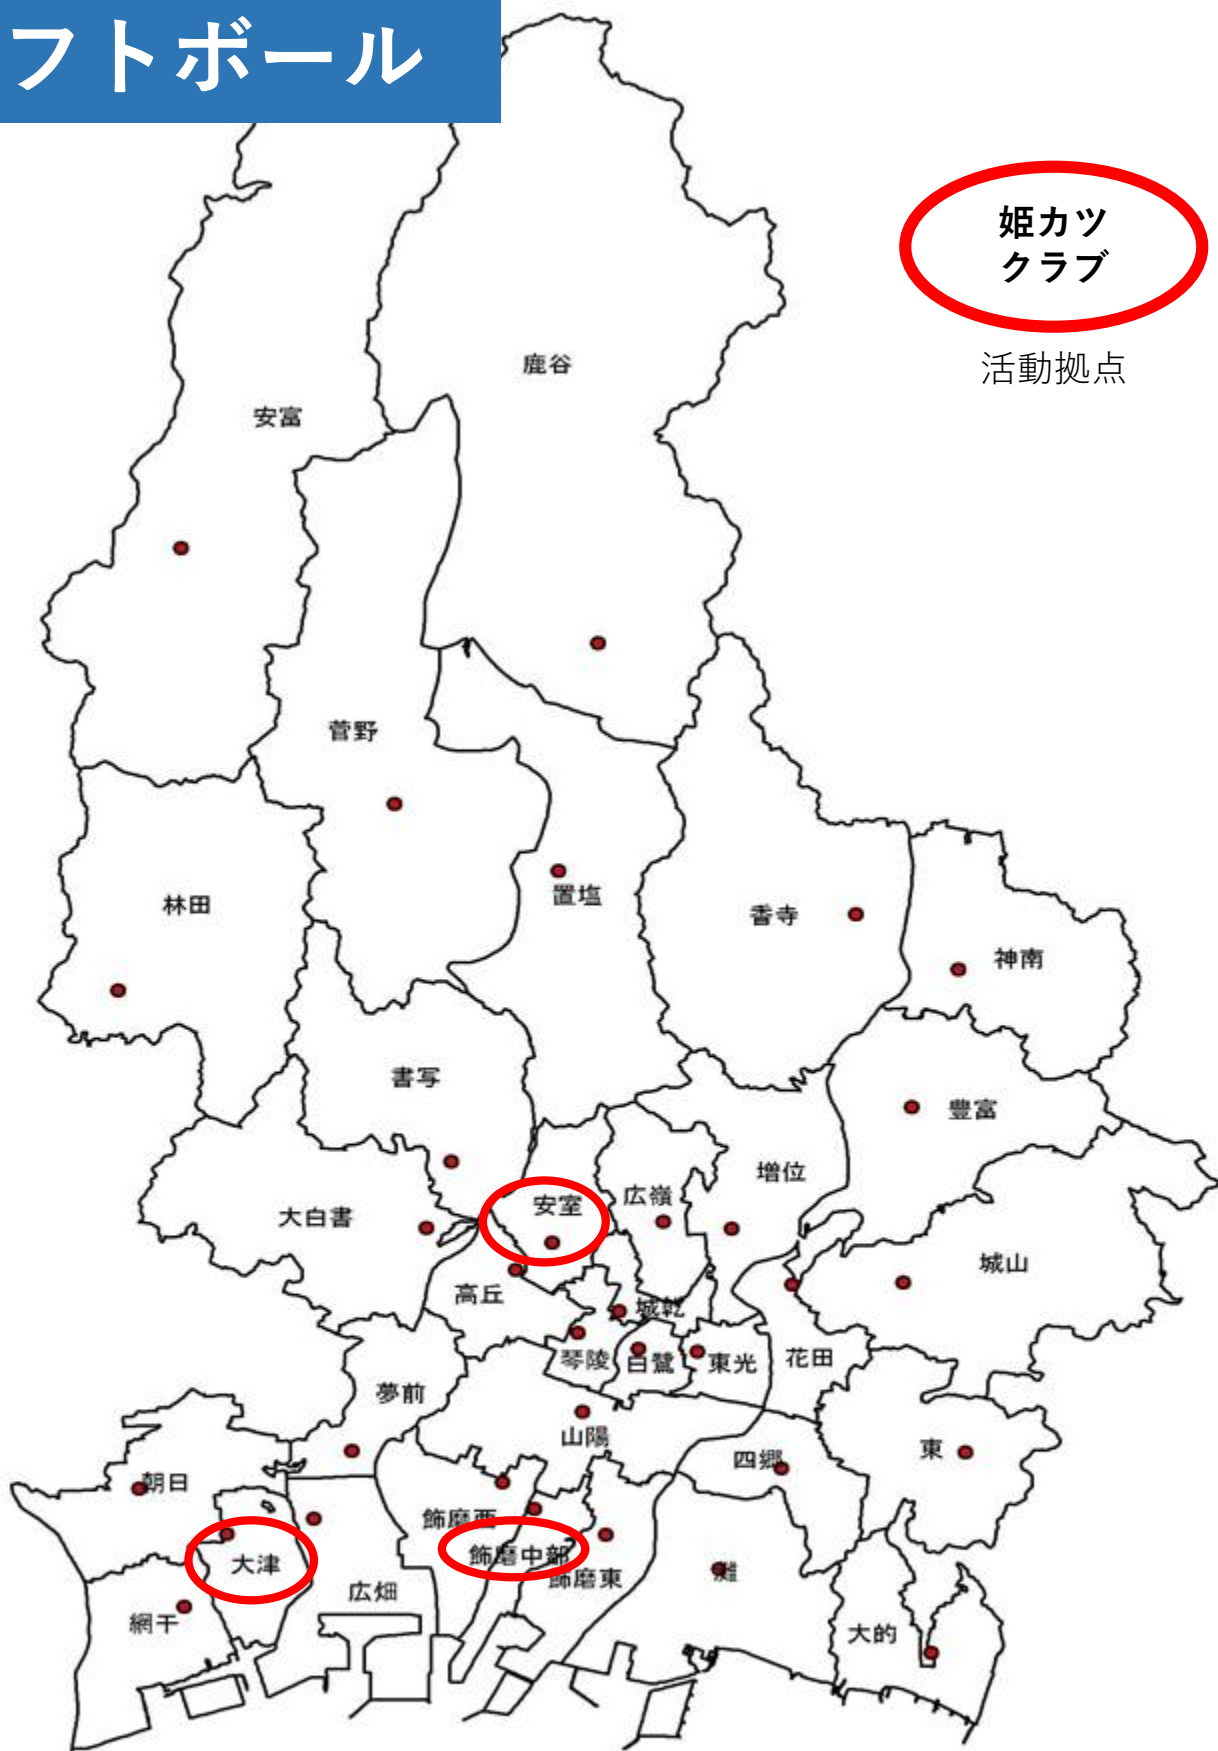 フトボール
姫カツ
クラブ
活動拠点
鹿谷
安富
菅野
林田
置塩
香寺
神南
書写
豊富
増位
安室
広嶺
大白書
城山
高丘
城乾
琴陵
白鷺
東光
花田
夢前
山陽
四郷
東
朝日
飾磨西
飾磨中部
大津
飾磨東
灘
広畑
網干
大的